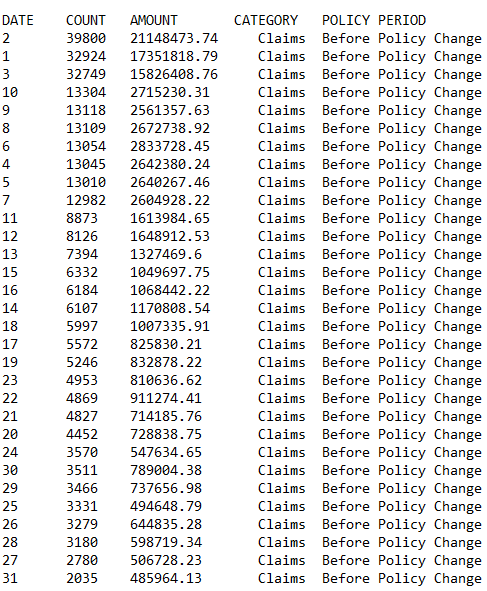 DATE COUNT AMOUNT CATEGORY POLICY PERIOD
2 39800 21148473.74 Claims Before Policy Change
1 32924 17351818.79 Claims Before Policy Change
3 32749 15826408.76 Claims Before Policy Change
10 13304 2715230.31 Claims Before Policy Change
9 13118 2561357.63 Claims Before Policy Change
8 13109 2672738.92 Claims Before Policy Change
6 13054 2833728.45 Claims Before Policy Change
4 13045 2642380.24 Claims Before Policy Change
5 13010 2640267.46 Claims Before Policy Change
7 12982 2604928.22 Claims Before Policy Change
11 8873 1613984.65 Claims Before Policy Change
12 8126 1648912.53 Claims Before Policy Change
13 7394 1327469.6 Claims Before Policy Change
15 6332 1049697.75 Claims Before Policy Change
16 6184 1068442.22 Claims Before Policy Change
14 6107 1170808.54 Claims Before Policy Change
18 5997 1007335.91 Claims Before Policy Change
17 5572 825830.21 Claims Before Policy Change
19 5246 832878.22 Claims Before Policy Change
23 4953 810636.62 Claims Before Policy Change
22 4869 911274.41 Claims Before Policy Change
21 4827 714185.76 Claims Before Policy Change
20 4452 728838.75 Claims Before Policy Change
24 3570 547634.65 Claims Before Policy Change
30 3511 789004.38 Claims Before Policy Change
29 3466 737656.98 Claims Before Policy Change
25 3331 494648.79 Claims Before Policy Change
26 3279 644835.28 Claims Before Policy Change
28 3180 598719.34 Claims Before Policy Change
27 2780 506728.23 Claims Before Policy Change
31 2035 485964.13 Claims Before Policy Change